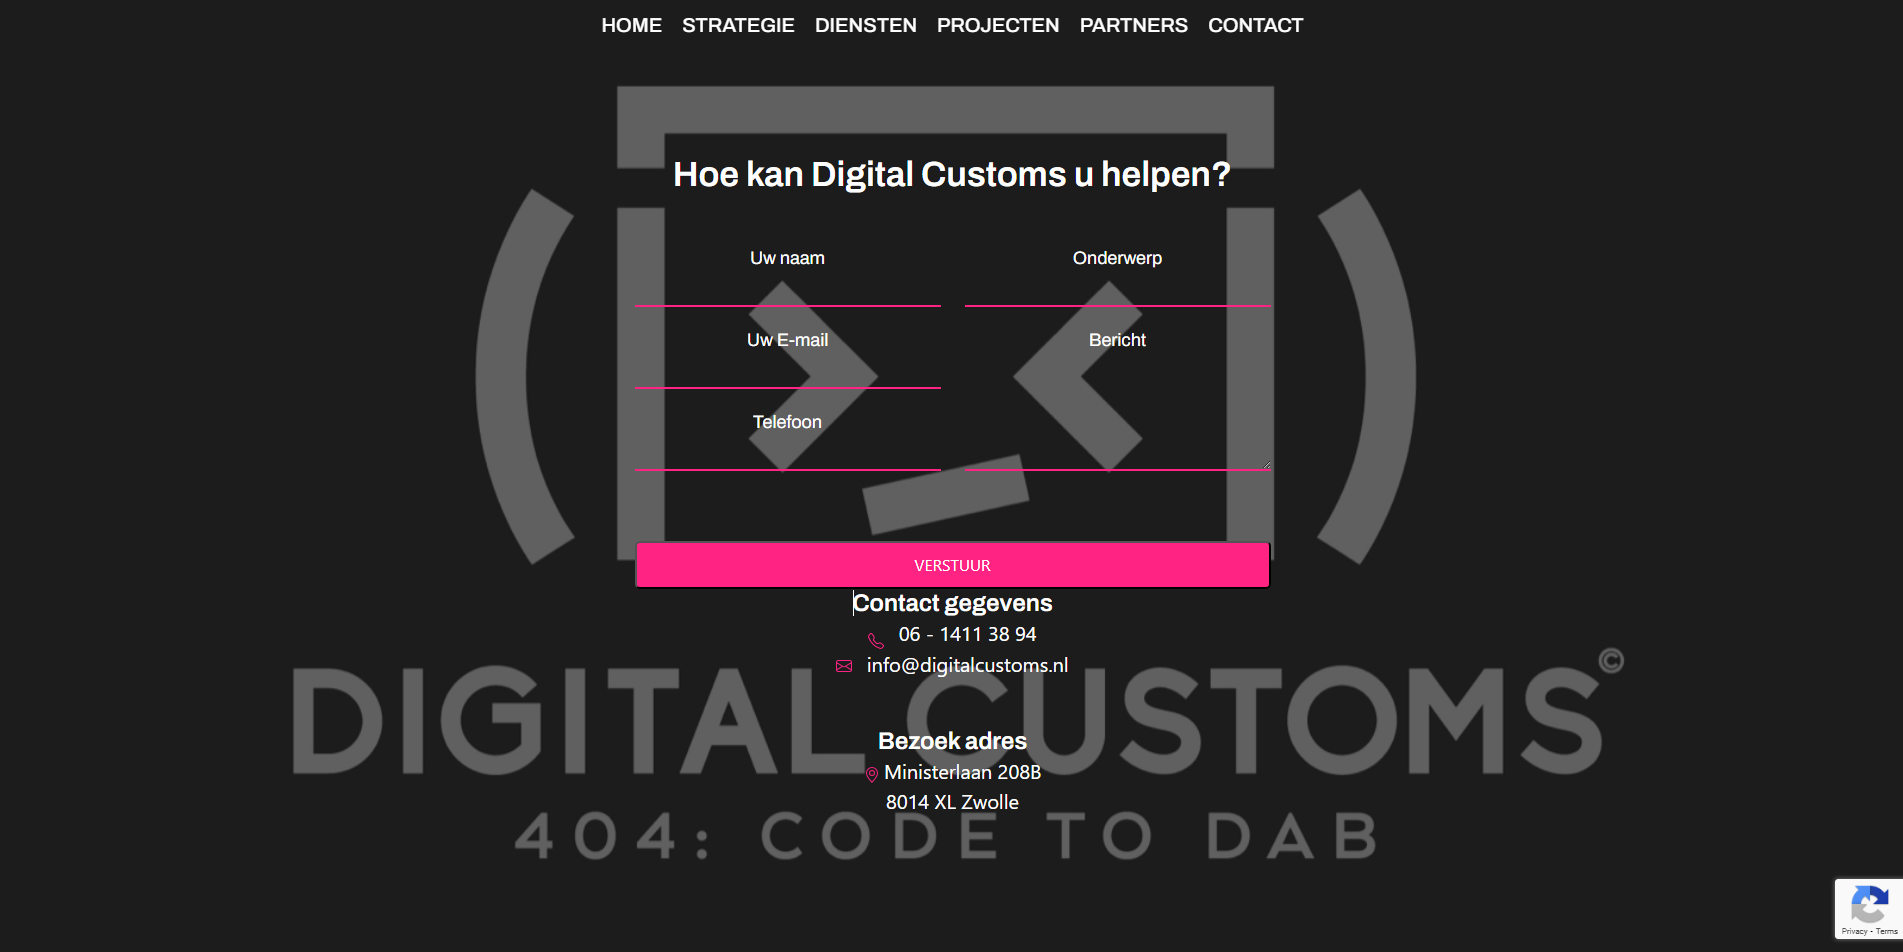 HOME STRATEGIE DIENSTEN PROJECTEN PARTNERS CONTACT
Hoe kan Digital Customs u helpen?
Uw naam
Onderwerp
Uw E-mail
Bericht
Telefoon
VERSTUUR
Contact gegevens
06 - 1411 38 94
info@digitalcustoms.nl
DIGITAL CUSTOMS©
Bezoek adres
Ministerlaan 208B
8014 XL Zwolle
404: CODE TO DAB
Privacy - Terms